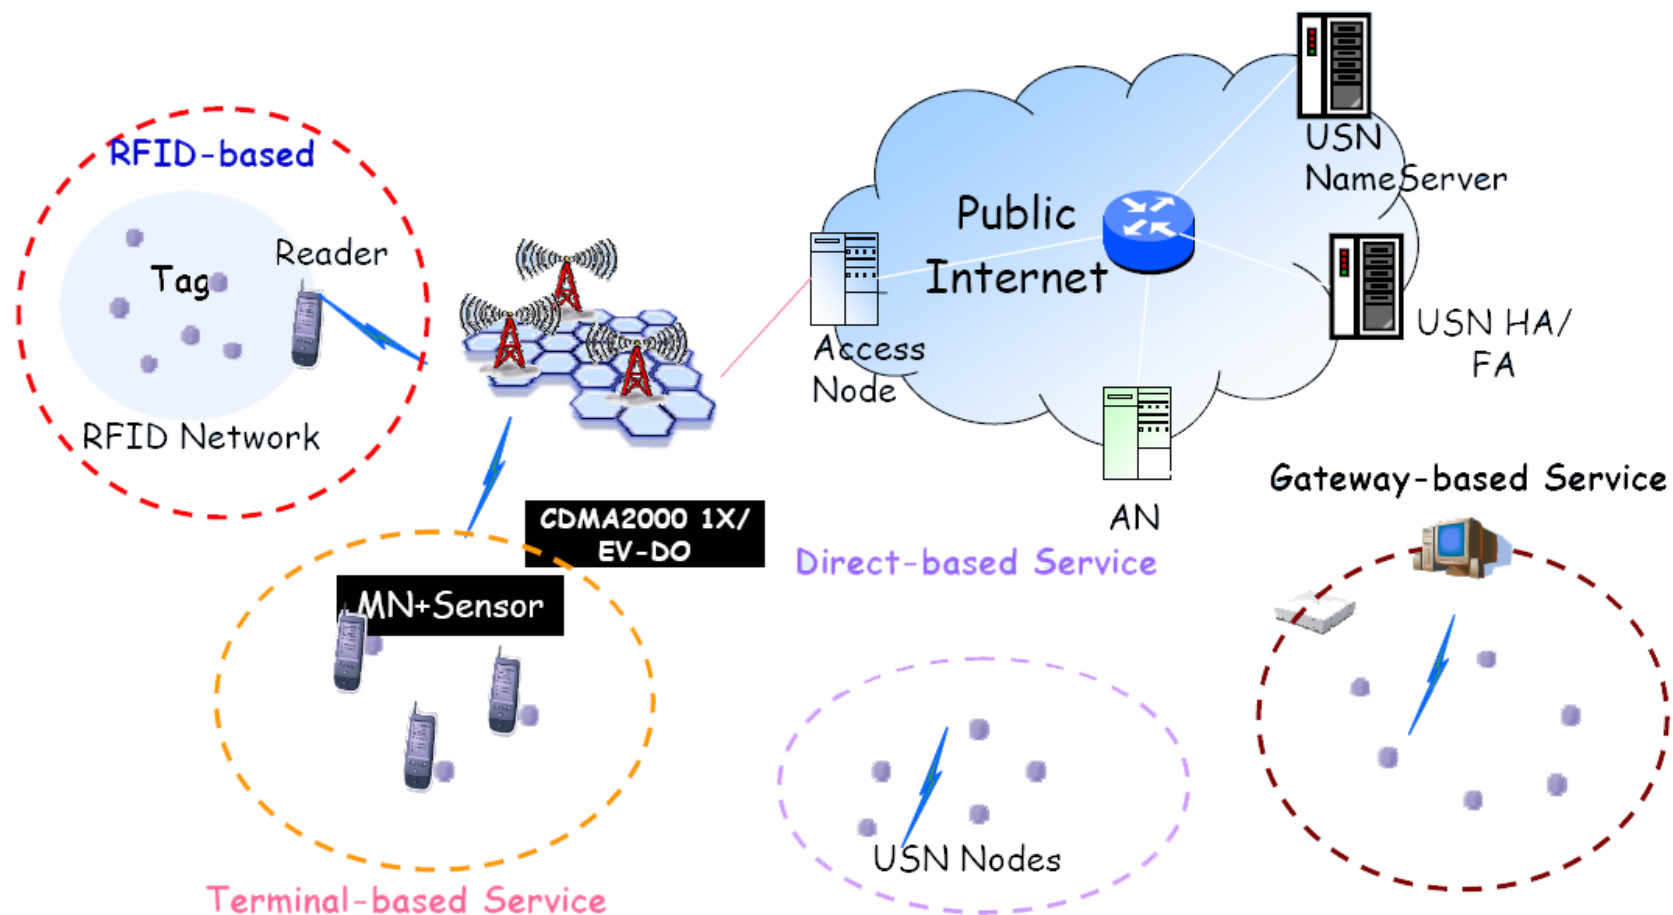 USN
NameServer
RFID-based
Public
Internet
Reader
Tag
USN HA/
FA
Access
Node
RFID Network
Gateway-based Service
AN
CDMA2000 1X/
EV-DO
Direct-based Service
MN+Sensor
USN Nodes
Terminal-based Service